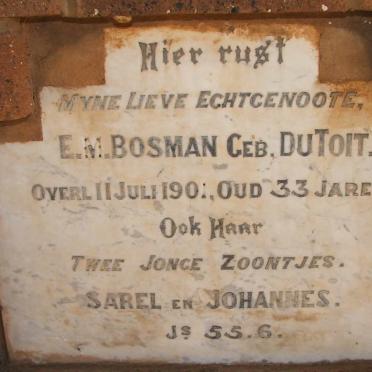 Hier rust
MYNE LIEVE ECHTGENOOTE,
E.M. BOSMAN GEB. DU TOIT.
OVERL 11 JULI 190., OUD 33 JARE
Ook Haar
TWEE JONGE ZOONTJES.
SAREL EN JOHANNES.
Js 55.6.